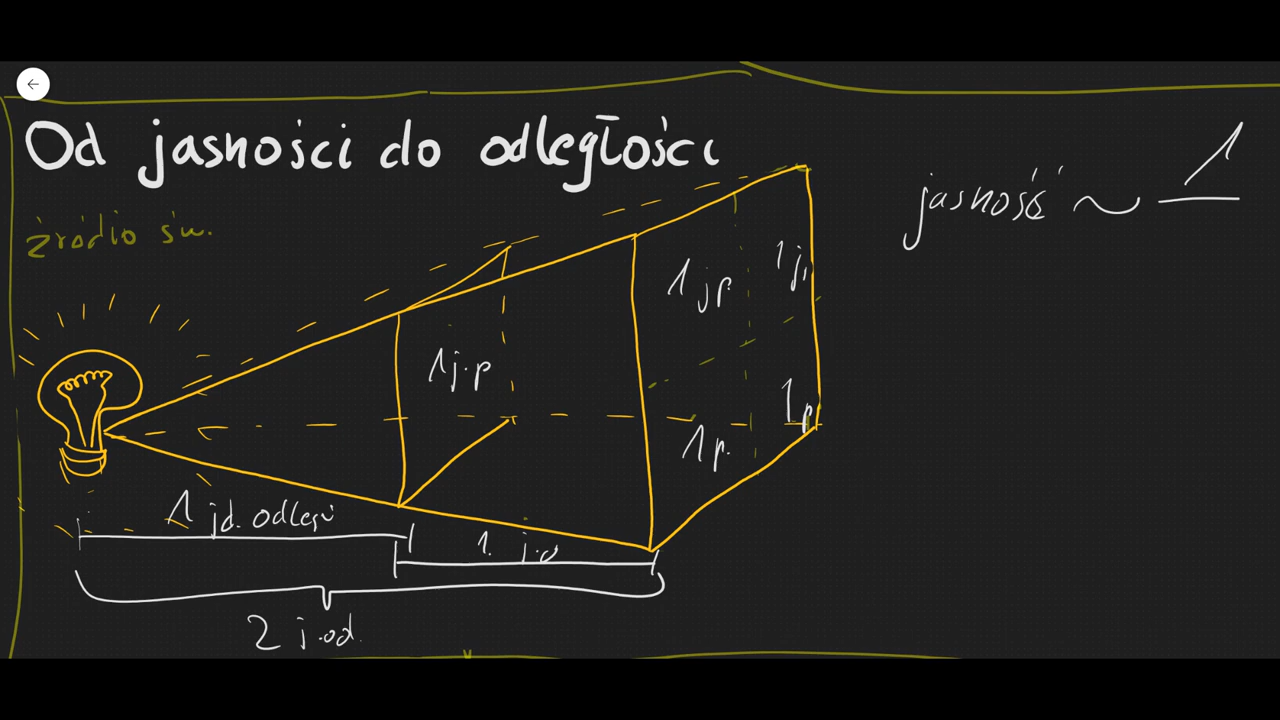 Od jasności do odległości
jasność ~ 1
źródło św.
1 jp.
1 j.
1 j.p
1 p
1 p.
1 jd. odległ
1. j.o
2 j.od.